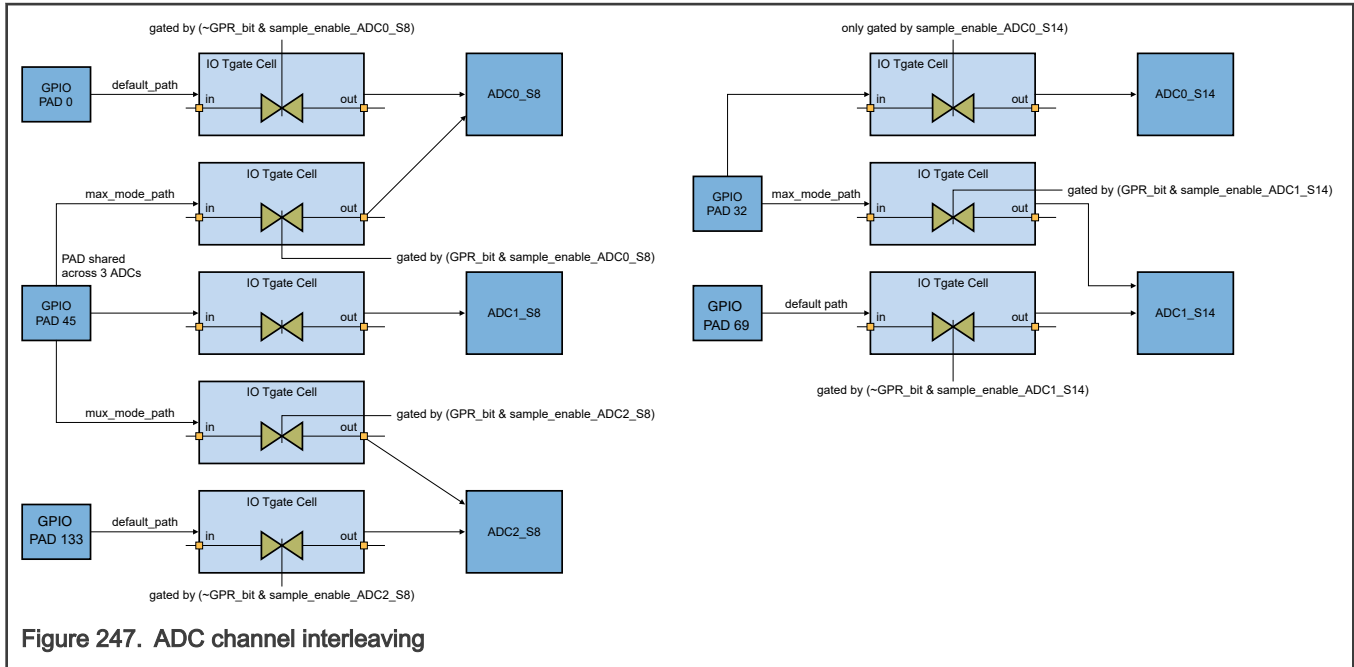 gated by (~GPR_bit & sample_enable_ADC0_S8)
GPIO
PAD 0
default_path
IO Tgate Cell
in
out
ADC0_S8
max_mode_path
IO Tgate Cell
in
out
gated by (GPR_bit & sample_enable_ADC0_S8)
PAD shared
across 3 ADCs
GPIO
PAD 45
IO Tgate Cell
in
out
ADC1_S8
mux_mode_path
IO Tgate Cell
in
out
gated by (GPR_bit & sample_enable_ADC2_S8)
GPIO
PAD 133
default_path
IO Tgate Cell
in
out
ADC2_S8
gated by (~GPR_bit & sample_enable_ADC2_S8)
only gated by sample_enable_ADC0_S14)
IO Tgate Cell
in
out
ADC0_S14
GPIO
PAD 32
max_mode_path
IO Tgate Cell
in
out
gated by (GPR_bit & sample_enable_ADC1_S14)
GPIO
PAD 69
default path
IO Tgate Cell
in
out
ADC1_S14
gated by (~GPR_bit & sample_enable_ADC1_S14)
Figure 247. ADC channel interleaving